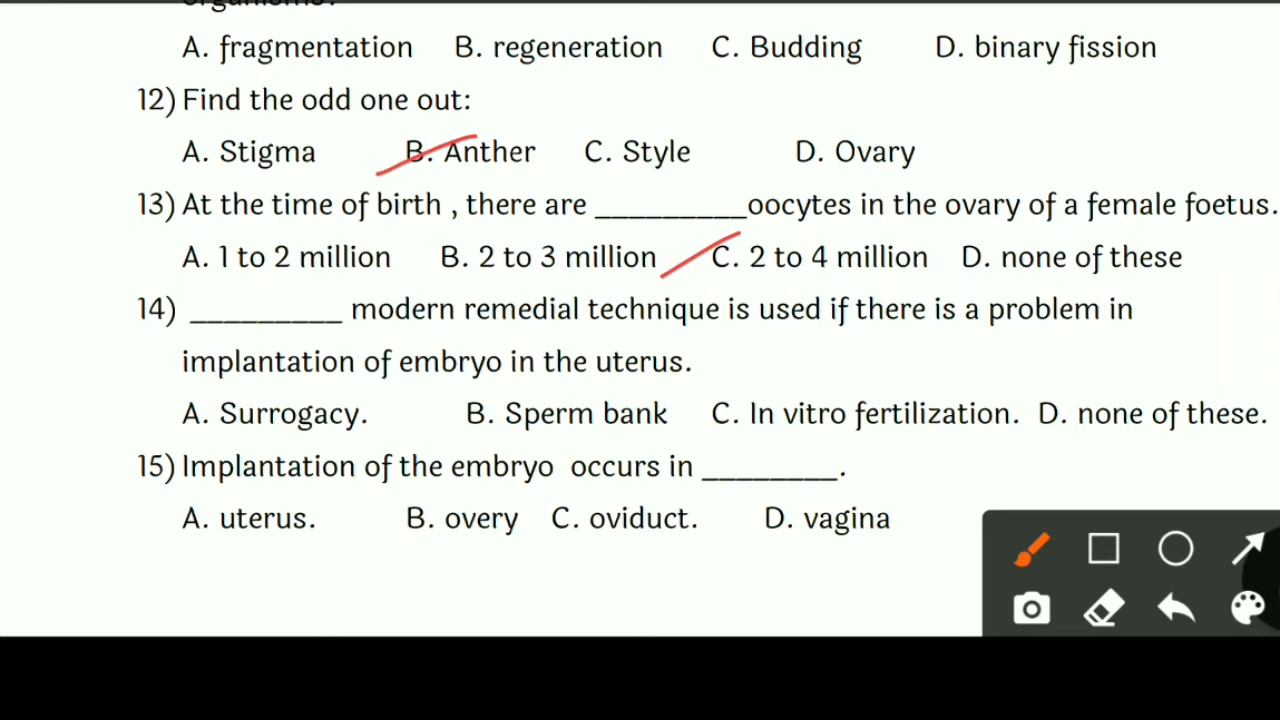 organisms?
A. fragmentation B. regeneration C. Budding D. binary fission
12) Find the odd one out:
A. Stigma B. Anther C. Style D. Ovary
13) At the time of birth , there are _________oocytes in the ovary of a female foetus.
A. 1 to 2 million B. 2 to 3 million C. 2 to 4 million D. none of these
14) _________ modern remedial technique is used if there is a problem in
implantation of embryo in the uterus.
A. Surrogacy. B. Sperm bank C. In vitro fertilization. D. none of these.
15) Implantation of the embryo occurs in ________.
A. uterus. B. overy C. oviduct. D. vagina